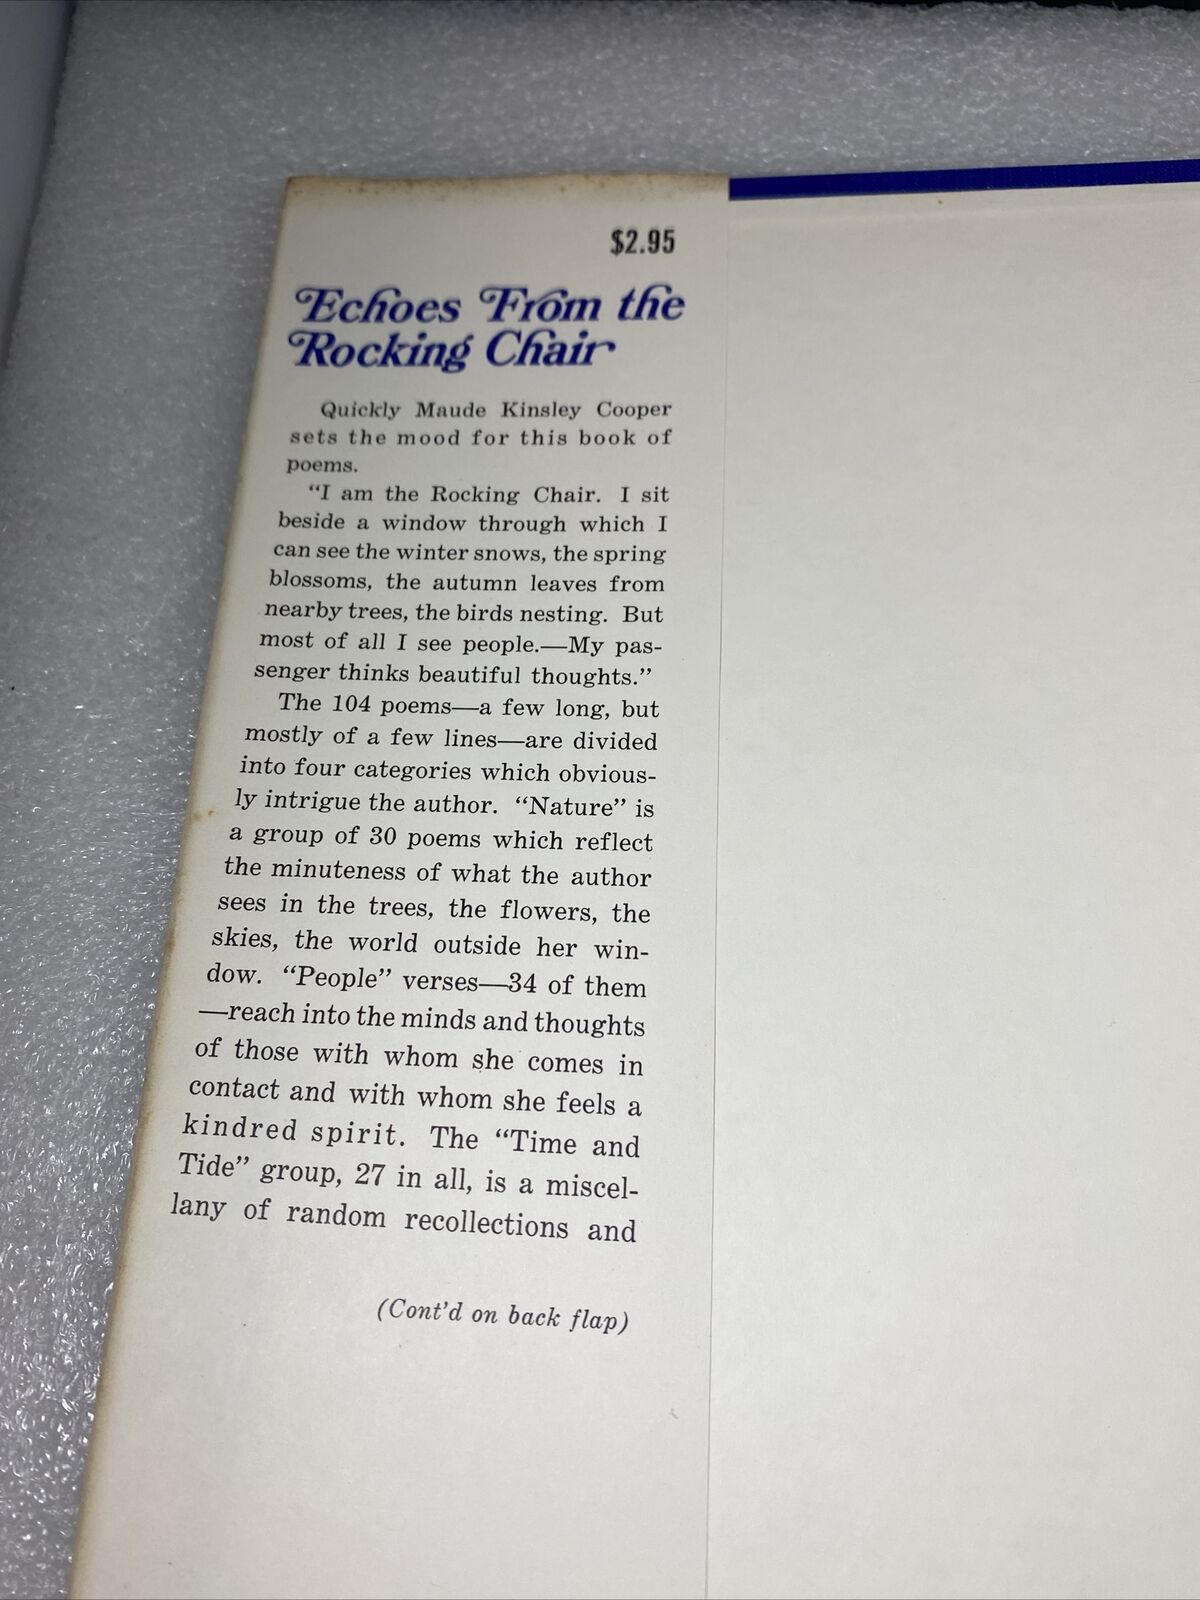 $2.95
Echoes From the
Rocking Chair
Quickly Maude Kinsley Cooper
sets the mood for this book of
poems.
“I am the Rocking Chair. I sit
beside a window through which I
can see the winter snows, the spring
blossoms, the autumn leaves from
nearby trees, the birds nesting. But
most of all I see people.—My pas-
senger thinks beautiful thoughts.”
The 104 poems—a few long, but
mostly of a few lines—are divided
into four categories which obvious-
ly intrigue the author. “Nature” is
a group of 30 poems which reflect
the minuteness of what the author
sees in the trees, the flowers, the
skies, the world outside her win-
dow. “People” verses—34 of them
—reach into the minds and thoughts
of those with whom she comes in
contact and with whom she feels a
kindred spirit. The “Time and
Tide” group, 27 in all, is a miscel-
lany of random recollections and
(Cont’d on back flap)